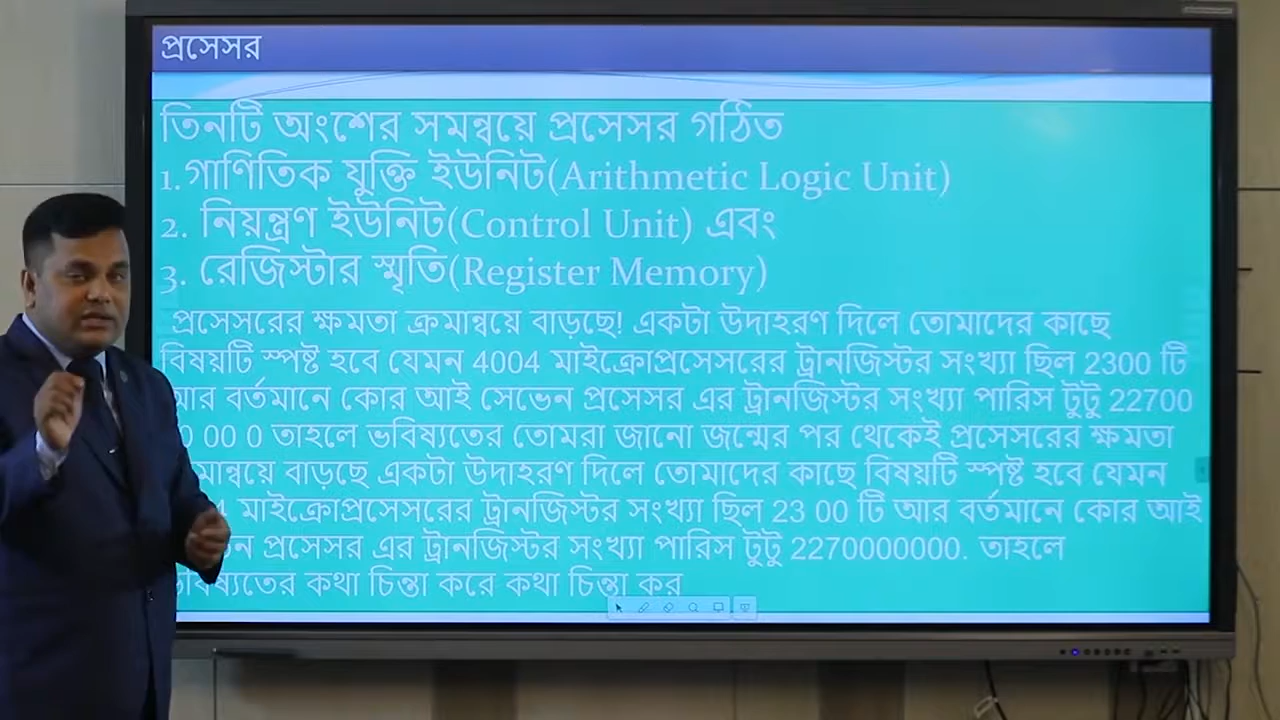 প্রসেসর
তিনটি অংশের সমন্বয়ে প্রসেসর গঠিত
1.গাণিতিক যুক্তি ইউনিট(Arithmetic Logic Unit)
2. নিয়ন্ত্রণ ইউনিট(Control Unit) এবং
3. রেজিস্টার স্মৃতি(Register Memory)
প্রসেসরের ক্ষমতা ক্রমান্বয়ে বাড়ছে! একটা উদাহরণ দিলে তোমাদের কাছে
বিষয়টি স্পষ্ট হবে যেমন 4004 মাইক্রোপ্রসেসরের ট্রানজিস্টর সংখ্যা ছিল 2300 টি
আর বর্তমানে কোর আই সেভেন প্রসেসর এর ট্রানজিস্টর সংখ্যা পারিস টুটু 22700
00 0 তাহলে ভবিষ্যতের তোমরা জানো জন্মের পর থেকেই প্রসেসরের ক্ষমতা
বাড়ছে একটা উদাহরণ দিলে তোমাদের কাছে বিষয়টি স্পষ্ট হবে যেমন
মাইক্রোপ্রসেসরের ট্রানজিস্টর সংখ্যা ছিল 23 00 টি আর বর্তমানে কোর আই
প্রসেসর এর ট্রানজিস্টর সংখ্যা পারিস টুটু 2270000000. তাহলে
ভবিষ্যতের কথা চিন্তা করে কথা চিন্তা কর